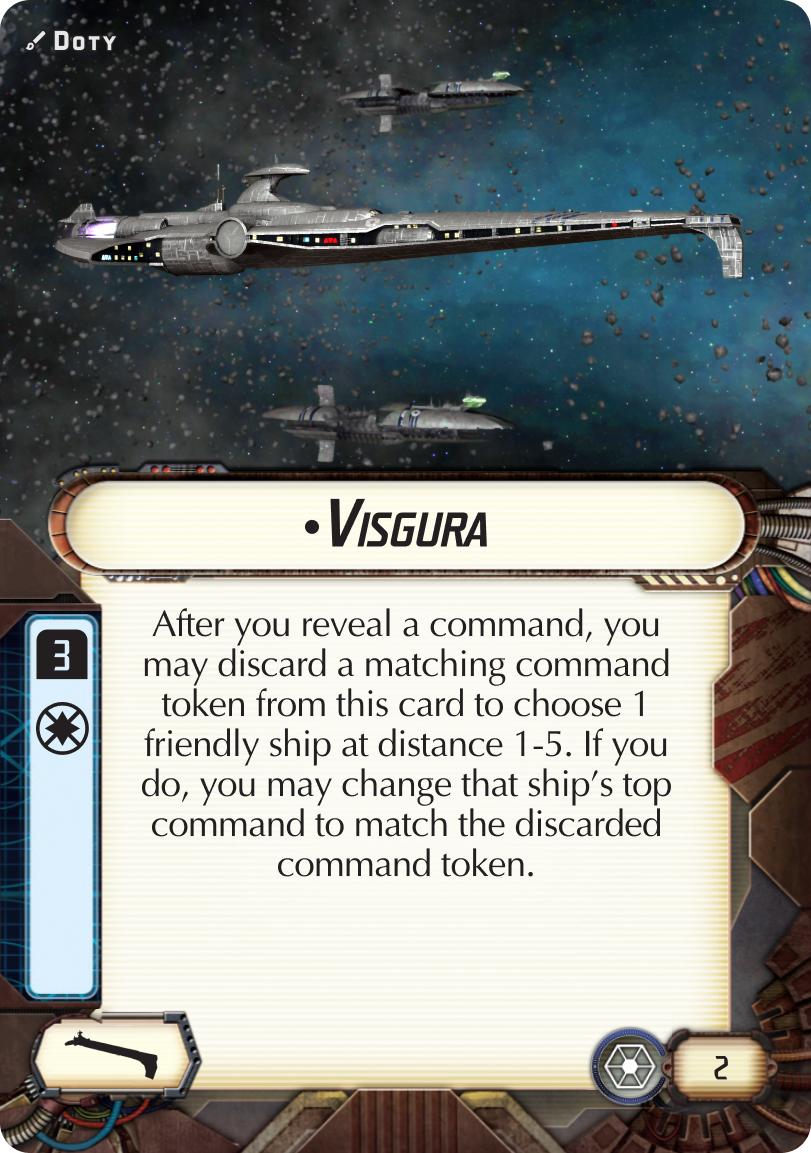 Doty
•Visgura
3
After you reveal a command, you
may discard a matching command
token from this card to choose 1
friendly ship at distance 1-5. If you
do, you may change that ship's top
command to match the discarded
command token.
2